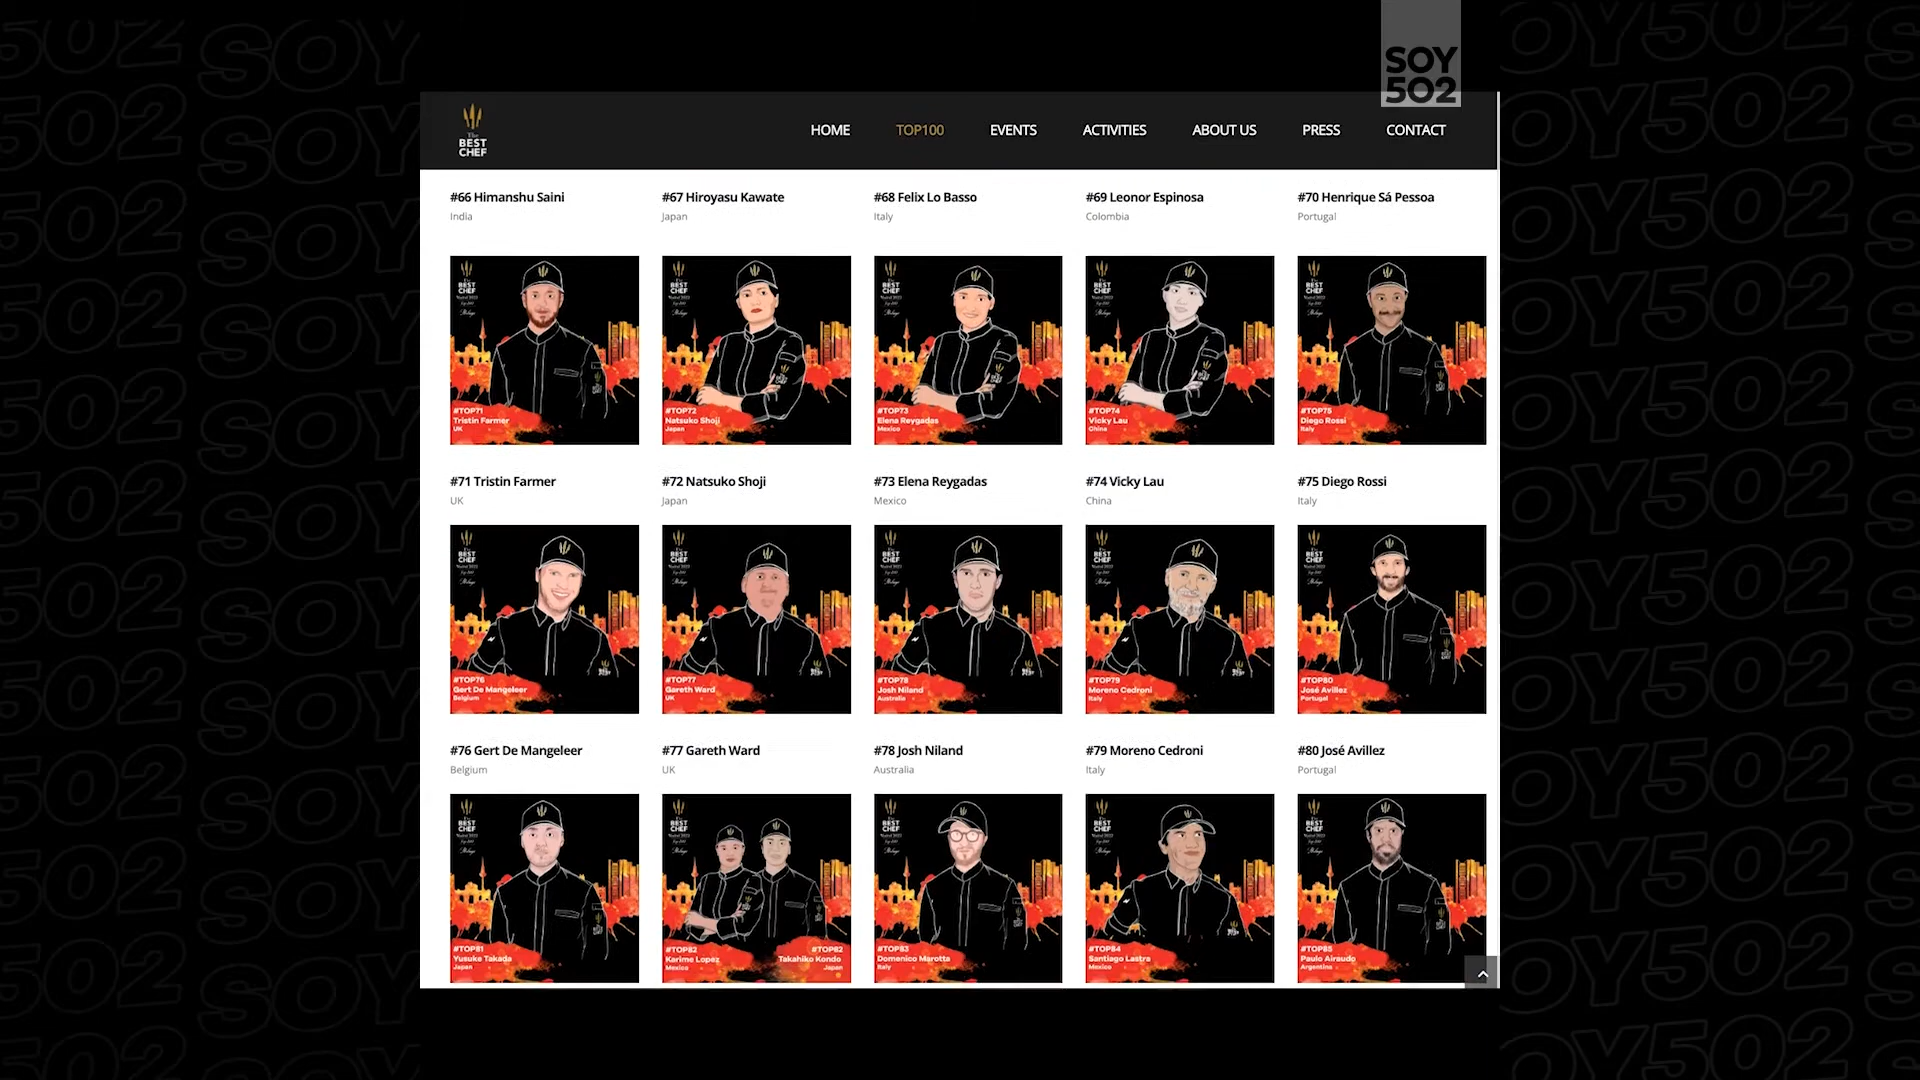 SOY
502
The
BEST
CHEF
HOME
TOP100
EVENTS
ACTIVITIES
ABOUT US
PRESS
CONTACT
#66 Himanshu Saini
India
#67 Hiroyasu Kawate
Japan
#68 Felix Lo Basso
Italy
#69 Leonor Espinosa
Colombia
#70 Henrique Sá Pessoa
Portugal
#TOP71
Tristin Farmer
UK
#TOP72
Natsuko Shoji
Japan
#TOP73
Elena Reygadas
Mexico
#TOP74
Vicky Lau
China
#TOP75
Diego Rossi
Italy
#71 Tristin Farmer
UK
#72 Natsuko Shoji
Japan
#73 Elena Reygadas
Mexico
#74 Vicky Lau
China
#75 Diego Rossi
Italy
#TOP76
Gert De Mangeleer
Belgium
#TOP77
Gareth Ward
UK
#TOP78
Josh Niland
Australia
#TOP79
Moreno Cedroni
Italy
#TOP80
José Avillez
Portugal
#76 Gert De Mangeleer
Belgium
#77 Gareth Ward
UK
#78 Josh Niland
Australia
#79 Moreno Cedroni
Italy
#80 José Avillez
Portugal
#TOP81
Yusuke Takada
Japan
#TOP82
Karime Lopez
Mexico
#TOP82
Takahiko Kondo
Japan
#TOP83
Domenico Marotta
Italy
#TOP84
Santiago Lastra
Mexico
#TOP85
Paulo Airaudo
Argentina